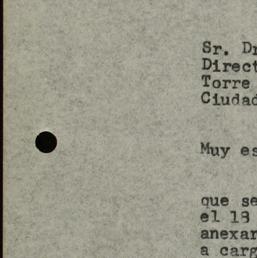 Sr. Dr
Direct
Torre
Ciudad
Muy es
que se
el 18
anexar
a carg